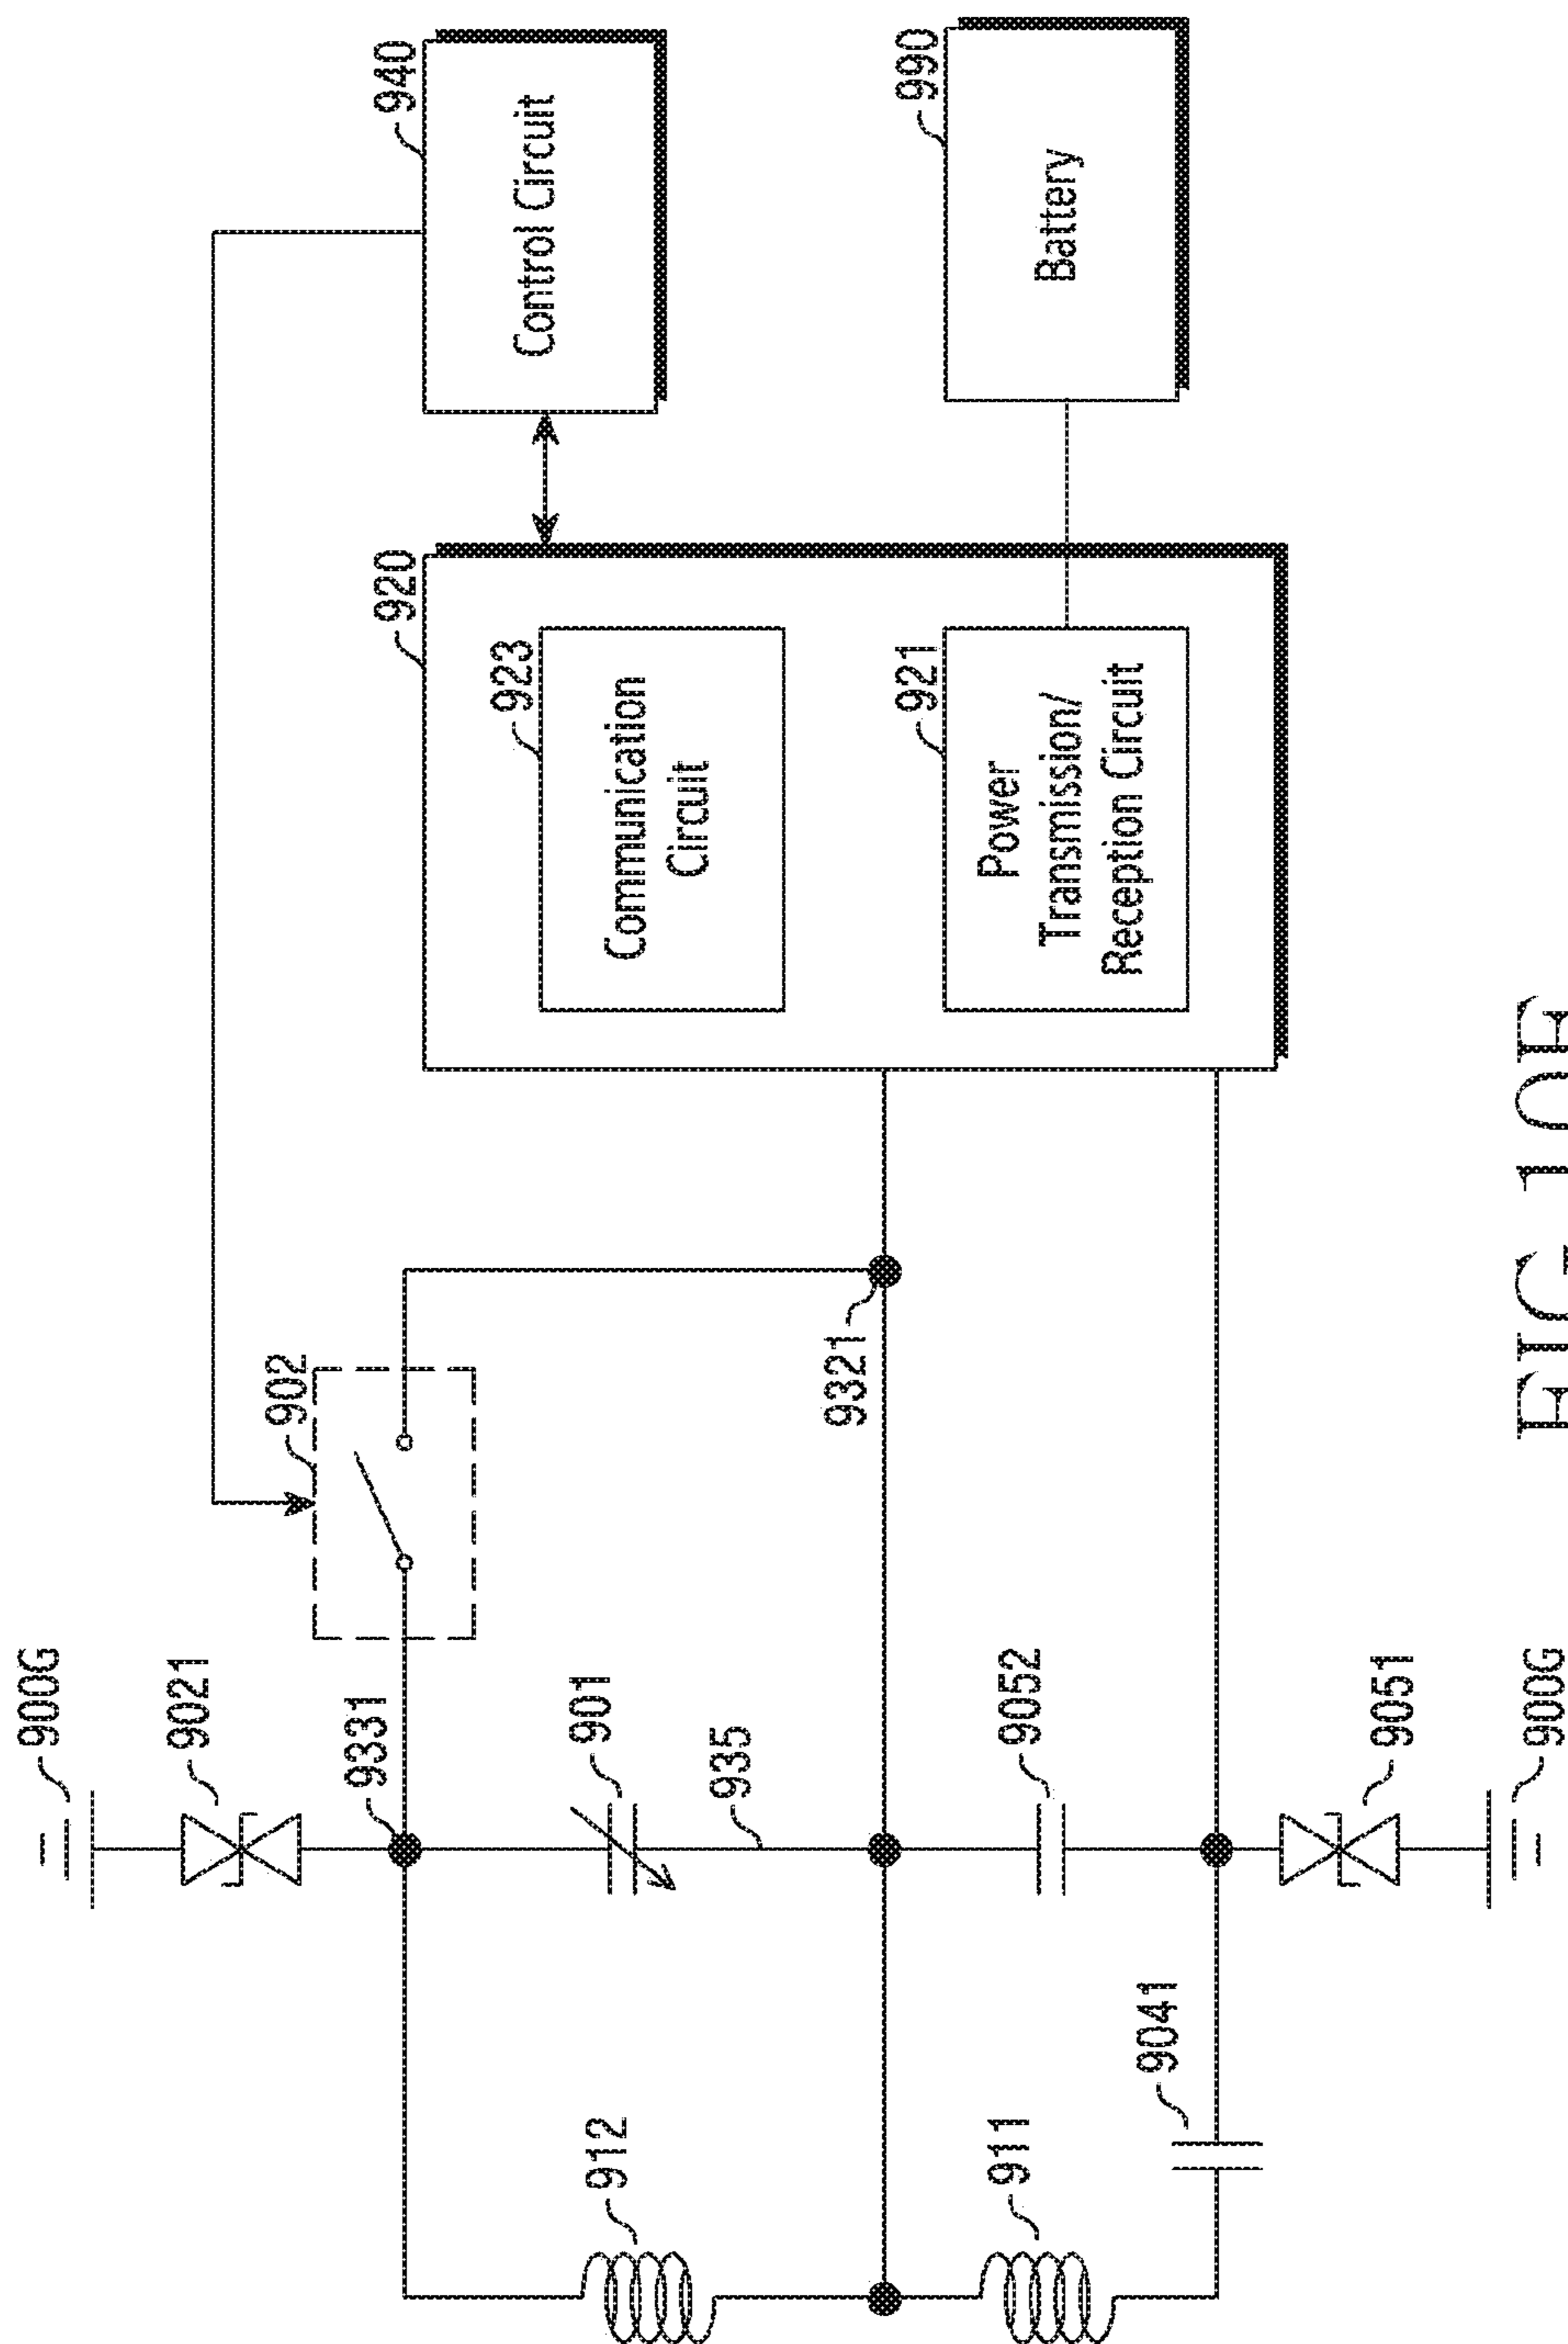 900G
9021
902
9331
920
940
923
Control Circuit
912
901
Communication
Circuit
935
9321
921
990
911
9052
Power
Transmission/
Reception Circuit
Battery
9041
9051
900G
FIG